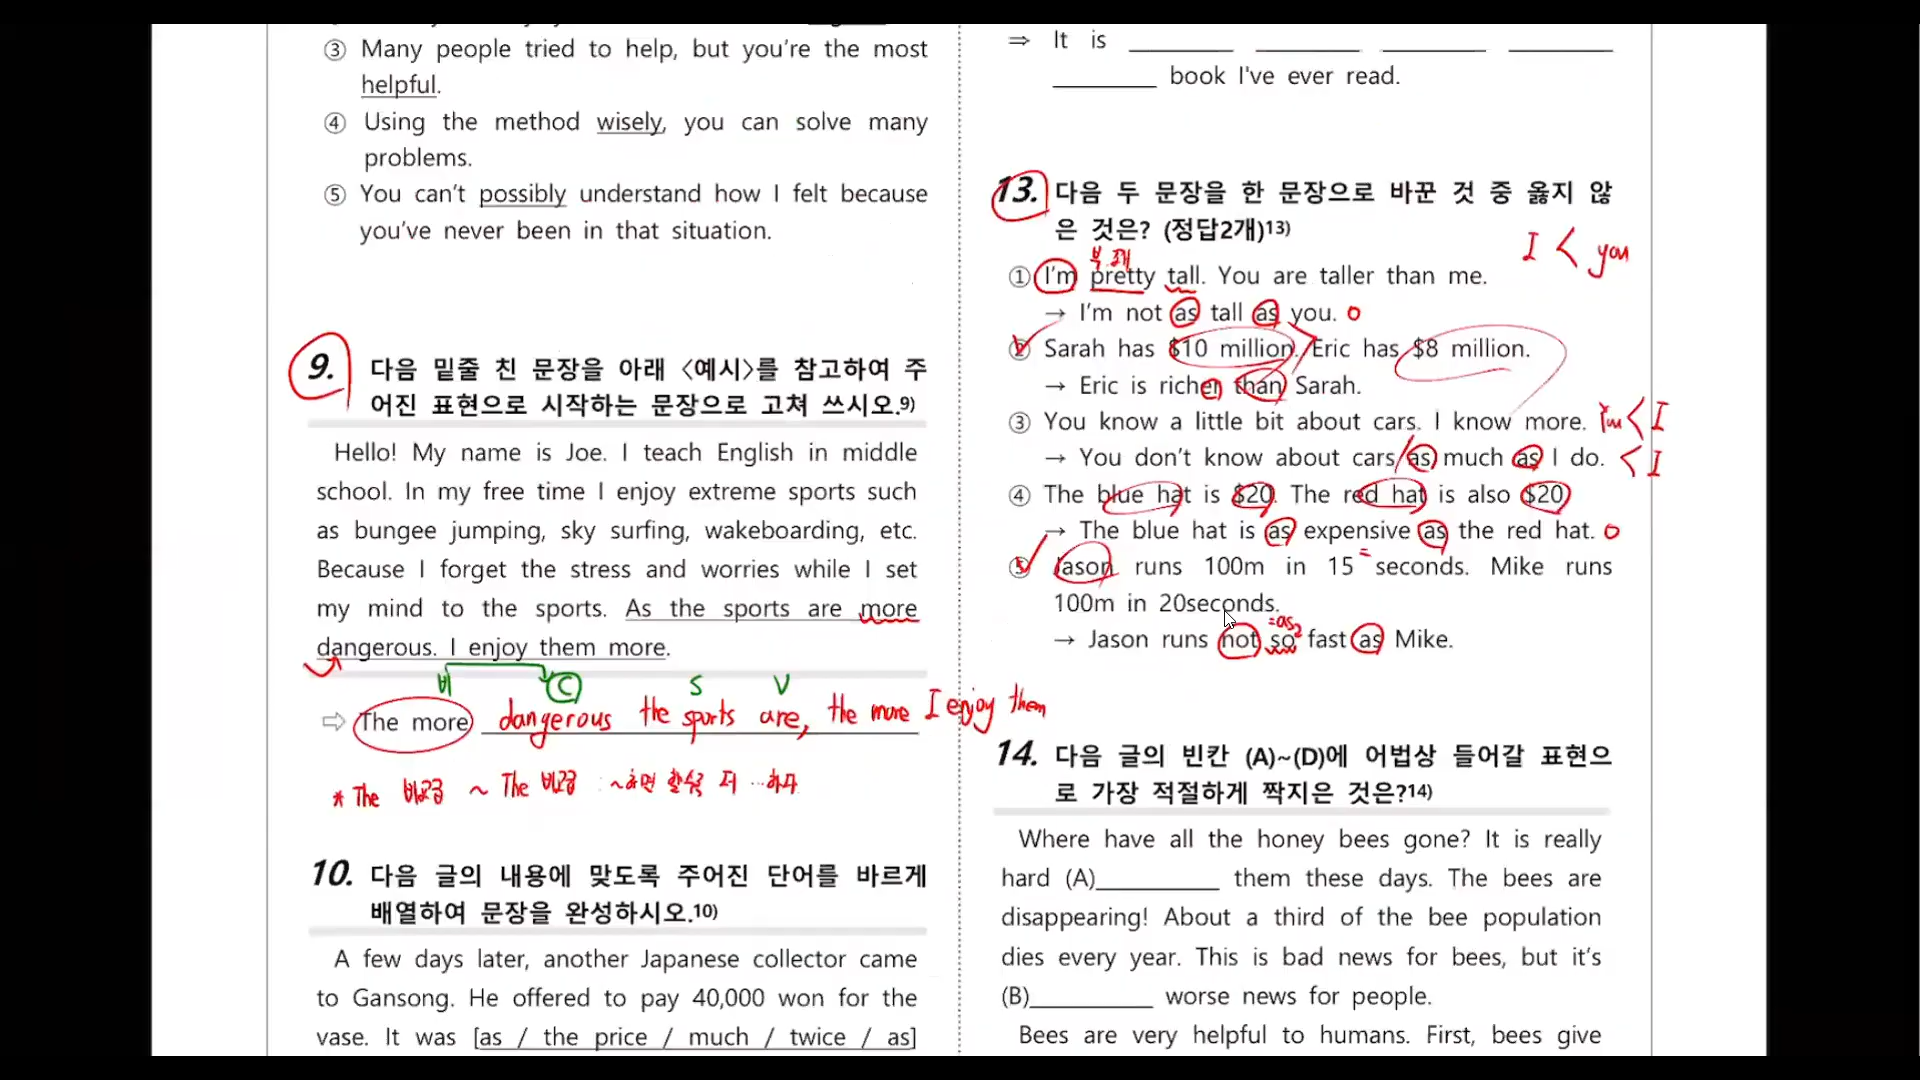 ③ Many people tried to help, but you're the most
helpful.
④ Using the method wisely, you can solve many
problems.
⑤ You can't possibly understand how I felt because
you've never been in that situation.
9. 다음 밑줄 친 문장을 아래 <예시>를 참고하여 주
어진 표현으로 시작하는 문장으로 고쳐 쓰시오.9)
Hello! My name is Joe. I teach English in middle
school. In my free time I enjoy extreme sports such
as bungee jumping, sky surfing, wakeboarding, etc.
Because I forget the stress and worries while I set
my mind to the sports. As the sports are more
dangerous. I enjoy them more.
비 C S V
⇨ The more dangerous the sports are, the more I enjoy them
* The 비교급 ~ The 비교급 : ~하면 할수록 더 …하다
10. 다음 글의 내용에 맞도록 주어진 단어를 바르게
배열하여 문장을 완성하시오.10)
A few days later, another Japanese collector came
to Gansong. He offered to pay 40,000 won for the
vase. It was [as / the price / much / twice / as]
⇒ It is ________ ________ ________ ________
________ book I've ever read.
13. 다음 두 문장을 한 문장으로 바꾼 것 중 옳지 않
은 것은? (정답2개)13)
I < you
① I'm pretty tall. You are taller than me.
→ I'm not as tall as you. o
② Sarah has $10 million. > Eric has $8 million.
→ Eric is richer than Sarah.
③ You know a little bit about cars. I know more. You < I
→ You don't know about cars as much as I do. < I
④ The blue hat is $20. The red hat is also $20
→ The blue hat is as expensive as the red hat. o
⑤ Jason runs 100m in 15 seconds. Mike runs
100m in 20seconds.
=as
→ Jason runs not so fast as Mike.
14. 다음 글의 빈칸 (A)~(D)에 어법상 들어갈 표현으
로 가장 적절하게 짝지은 것은?14)
Where have all the honey bees gone? It is really
hard (A)__________ them these days. The bees are
disappearing! About a third of the bee population
dies every year. This is bad news for bees, but it's
(B)__________ worse news for people.
Bees are very helpful to humans. First, bees give